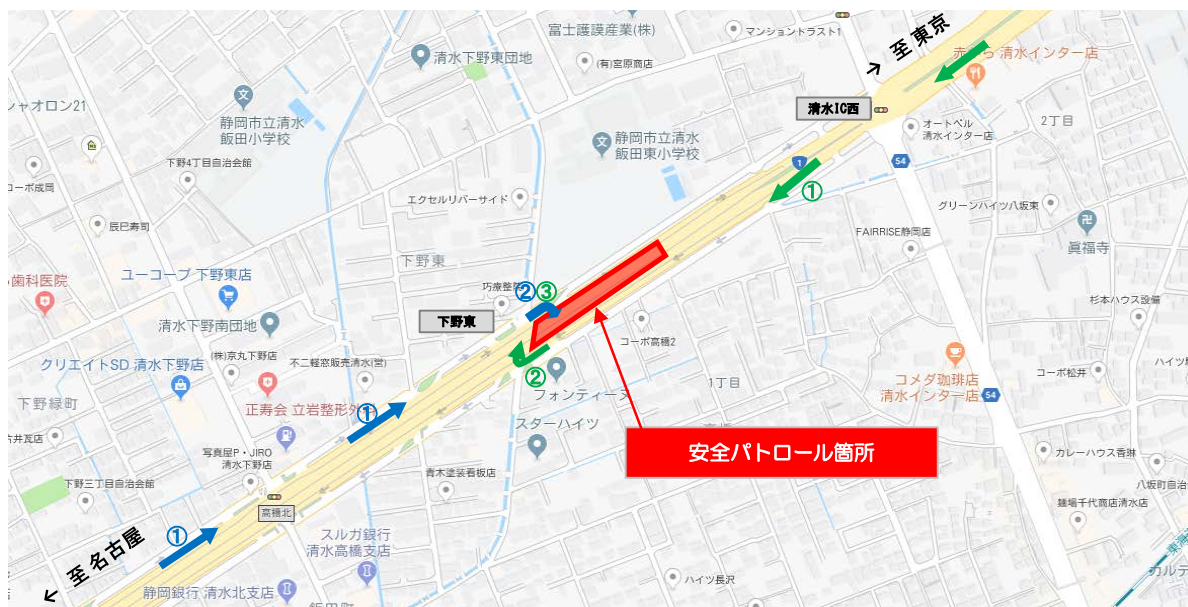 富士護謨産業(株)
マンショントラスト1
(有)宮原商店
清水下野東団地
至 東京
赤から 清水インター店
清水IC西
オートベル
清水インター店
2丁目
シャオロン21
静岡市立清水
飯田小学校
静岡市立清水
飯田東小学校
下野4丁目自治会館
コーポ成岡
辰巳寿司
エクセルリバーサイド
1
54
①
グリーンハイツ八坂東
眞福寺
FAIRRISE静岡店
下野東
歯科医院
ユーコープ 下野東店
巧療整院
②③
下野東
杉本ハウス設備
清水下野南団地
(株)京丸下野店
不二軽窓販売清水(営)
コーポ高橋2
クリエイトSD 清水下野店
②
フォンティーヌ
1丁目
コメダ珈琲店
清水インター店
54
コーポ松井
ハイツ
下野緑町
正寿会 立岩整形外科
①
スターハイツ
安全パトロール箇所
片井瓦店
写真屋P・JIRO
清水下野店
青木塗装看板店
カレーハウス香琳
下野三丁目自治会館
高橋北
八坂町自治会
麺場千代商店清水店
①
至 名古屋
スルガ銀行
清水高橋支店
ハイツ長沢
静岡銀行 清水北支店
飯田町
東海
カルテ